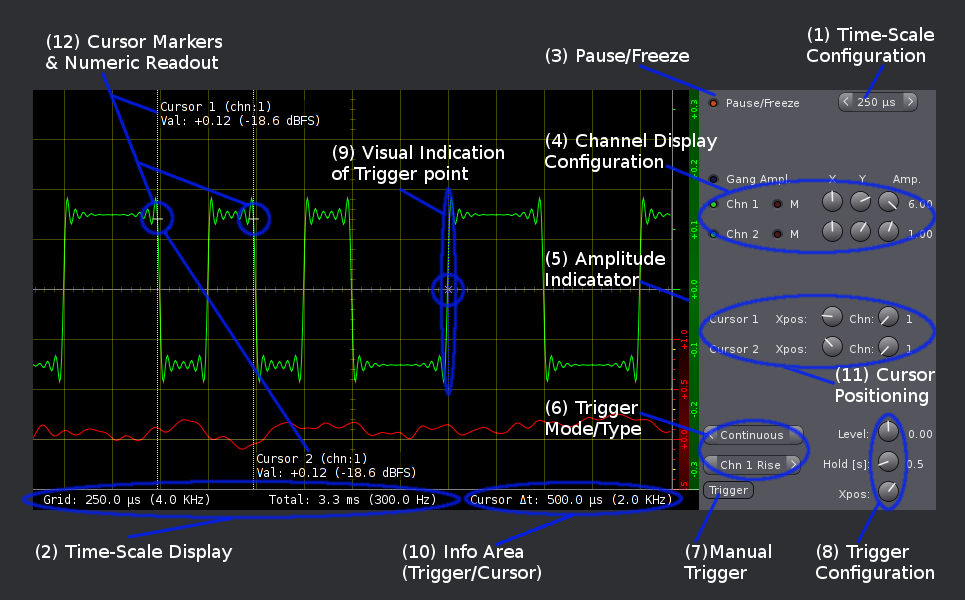 (12) Cursor Markers
& Numeric Readout
(3) Pause/Freeze
(1) Time-Scale
Configuration
Cursor 1 (chn:1)
Val: +0.12 (-18.6 dBFS)
+0.3
Pause/Freeze
250 µs
(9) Visual Indication
of Trigger point
(4) Channel Display
Configuration
+0.2
Gang Ampl.
X Y Amp.
Chn 1 M 6.00
+0.1
Chn 2 M 1.00
(5) Amplitude
Indicatator
+0.0
Cursor 1 Xpos: Chn: 1
+1.0
-0.1
Cursor 2 Xpos: Chn: 1
(11) Cursor
Positioning
+0.5
-0.2
(6) Trigger
Mode/Type
Continuous
Level: 0.00
+0.0
Cursor 2 (chn:1)
Val: +0.12 (-18.6 dBFS)
-0.3
Chn 1 Rise
Hold [s]: 0.5
Trigger
Xpos:
Grid: 250.0 µs (4.0 KHz) Total: 3.3 ms (300.0 Hz) Cursor Δt: 500.0 µs (2.0 KHz)
(2) Time-Scale Display
(10) Info Area
(Trigger/Cursor)
(7)Manual
Trigger
(8) Trigger
Configuration